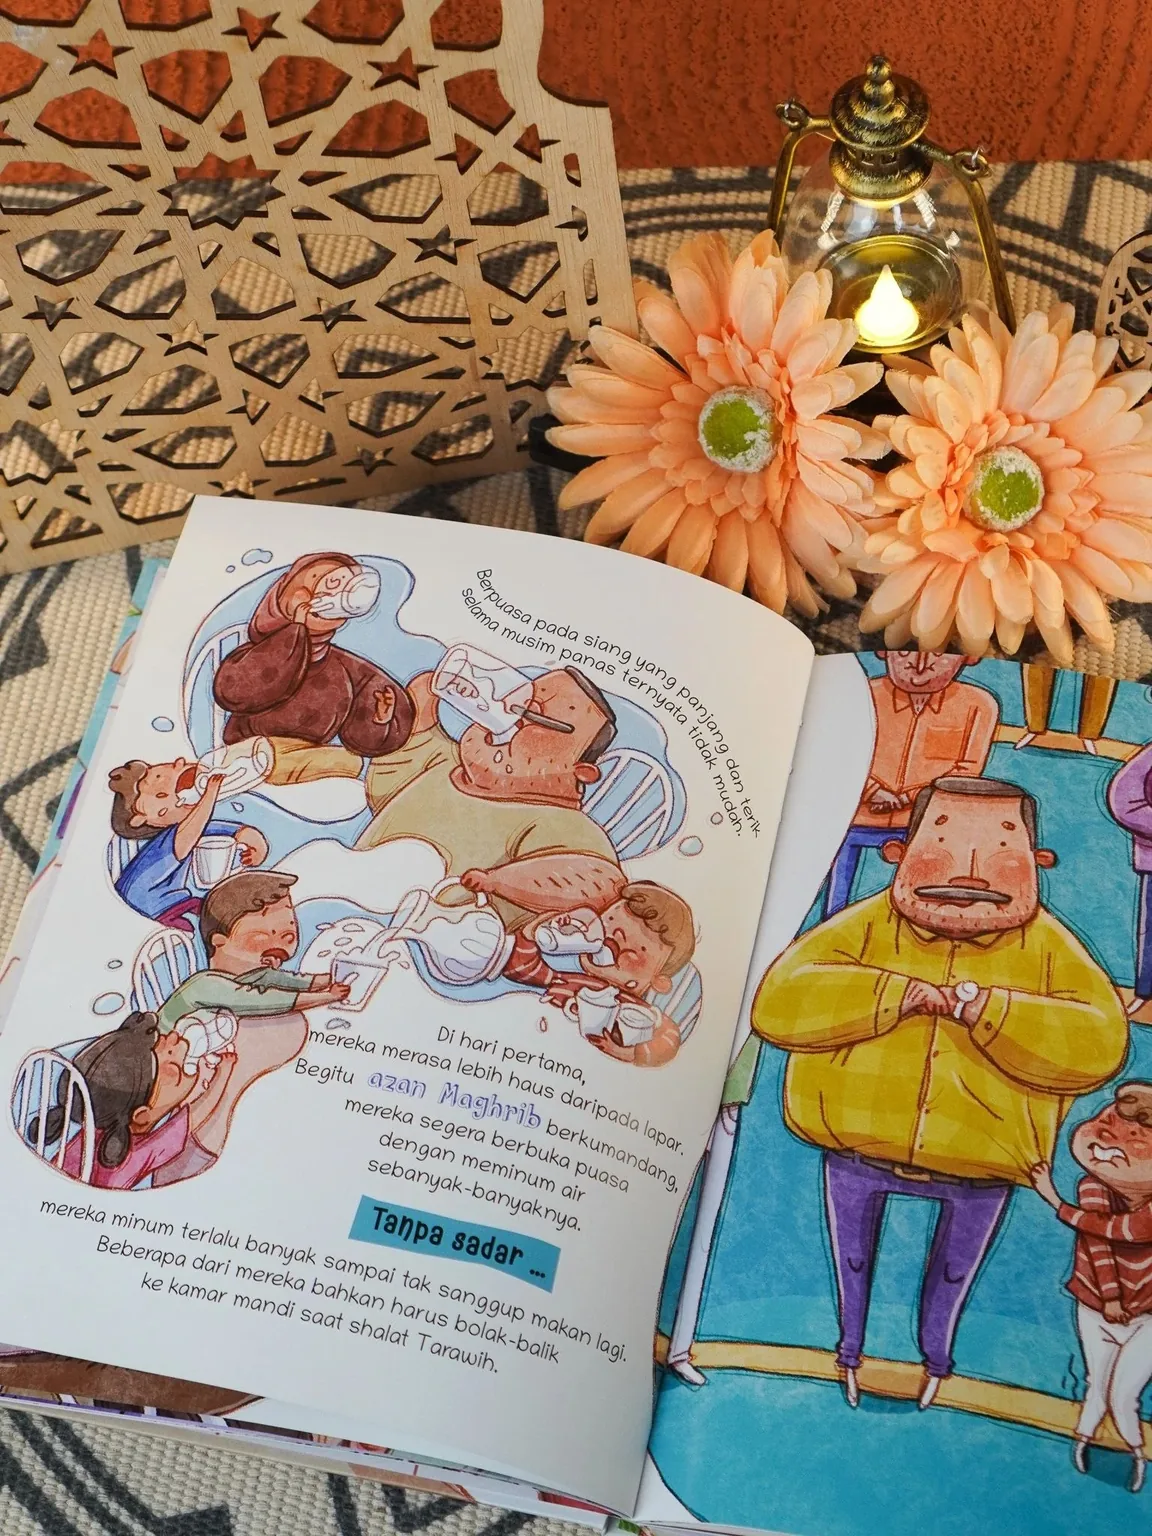 Berpuasa pada siang yang panjang dan terik
selama musim panas ternyata tidak mudah.
Di hari pertama,
mereka merasa lebih haus daripada lapar.
Begitu azan Maghrib berkumandang,
mereka segera berbuka puasa
dengan meminum air
sebanyak-banyaknya.
Tanpa sadar ...
mereka minum terlalu banyak sampai tak sanggup makan lagi.
Beberapa dari mereka bahkan harus bolak-balik
ke kamar mandi saat shalat Tarawih.